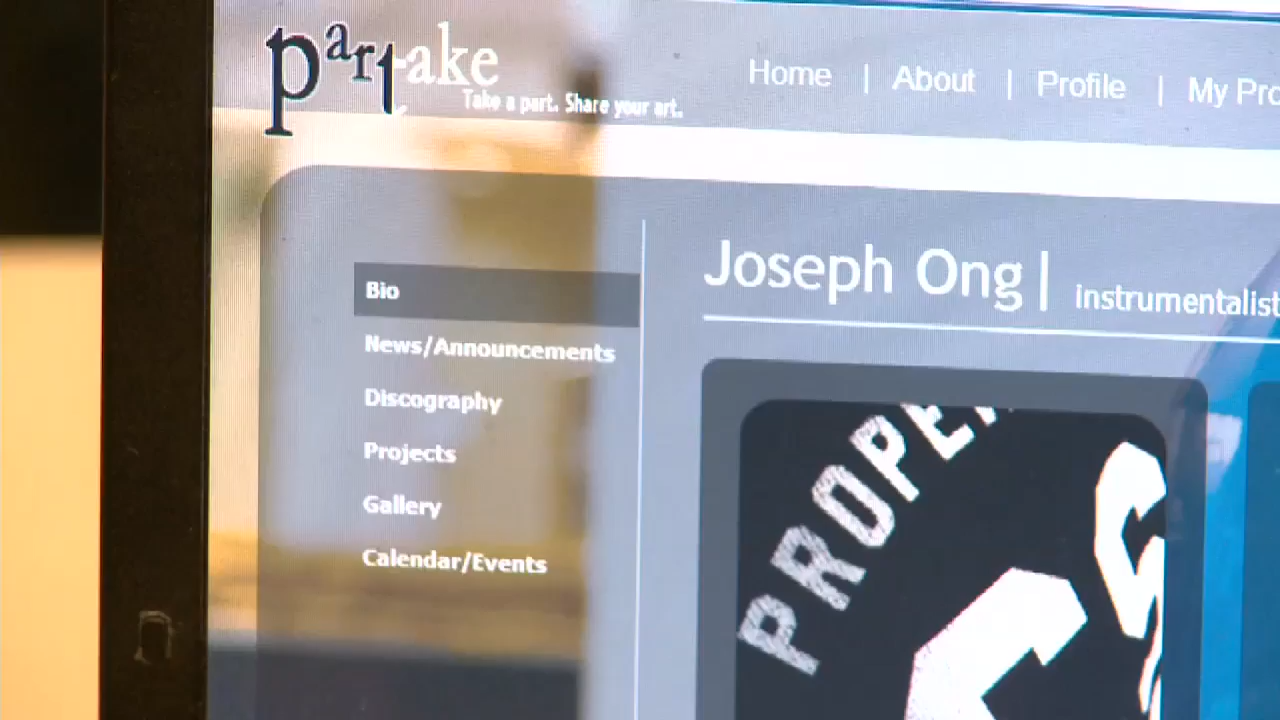 partake
Take a part. Share your art.
Home | About | Profile |
Joseph Ong | instrumentalist
Bio
News/Announcements
Discography
Projects
Gallery
Calendar/Events